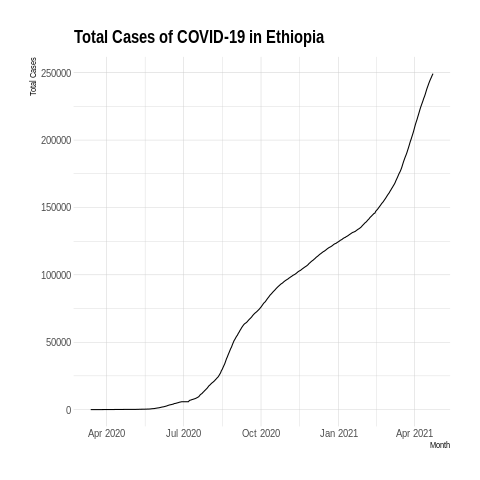 Total Cases of COVID-19 in Ethiopia
Total Cases
250000
200000
150000
100000
50000
0
Apr 2020 Jul 2020 Oct 2020 Jan 2021 Apr 2021
Month